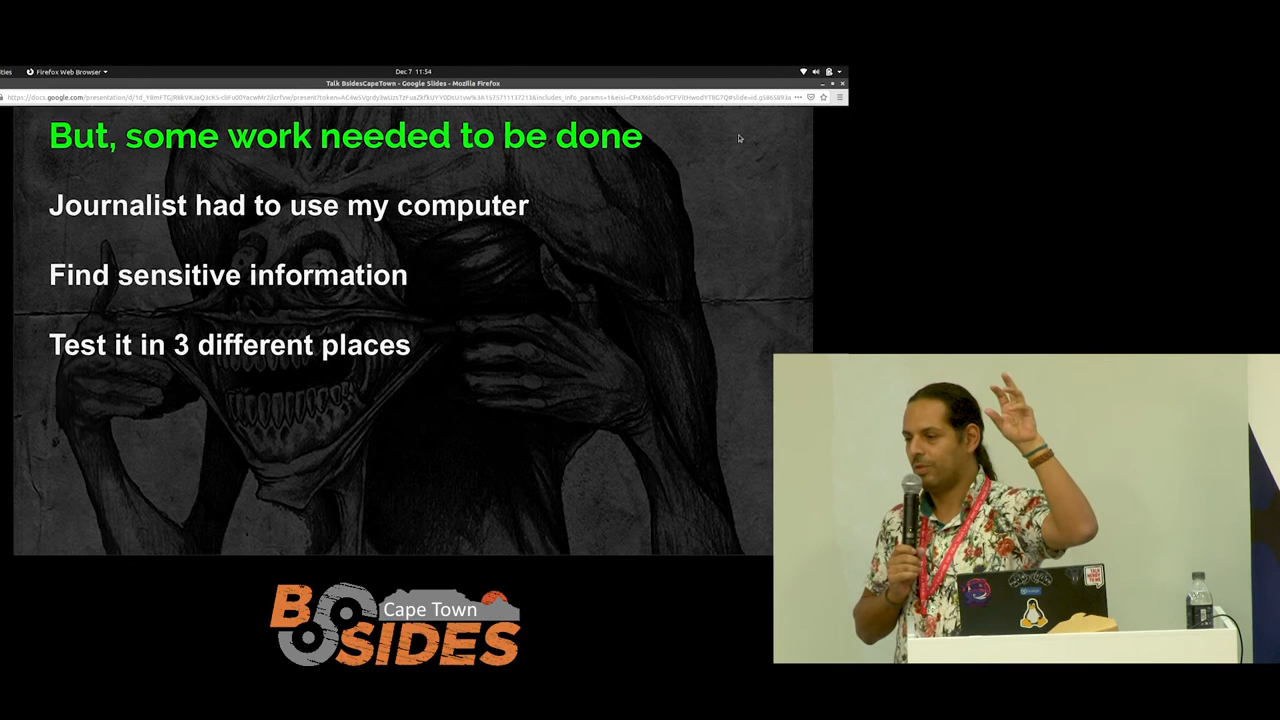 Firefox Web Browser
Dec 7 11:54
Talk BsidesCapeTown - Google Slides - Mozilla Firefox
But, some work needed to be done
Journalist had to use my computer
Find sensitive information
Test it in 3 different places
BSIDES
Cape Town